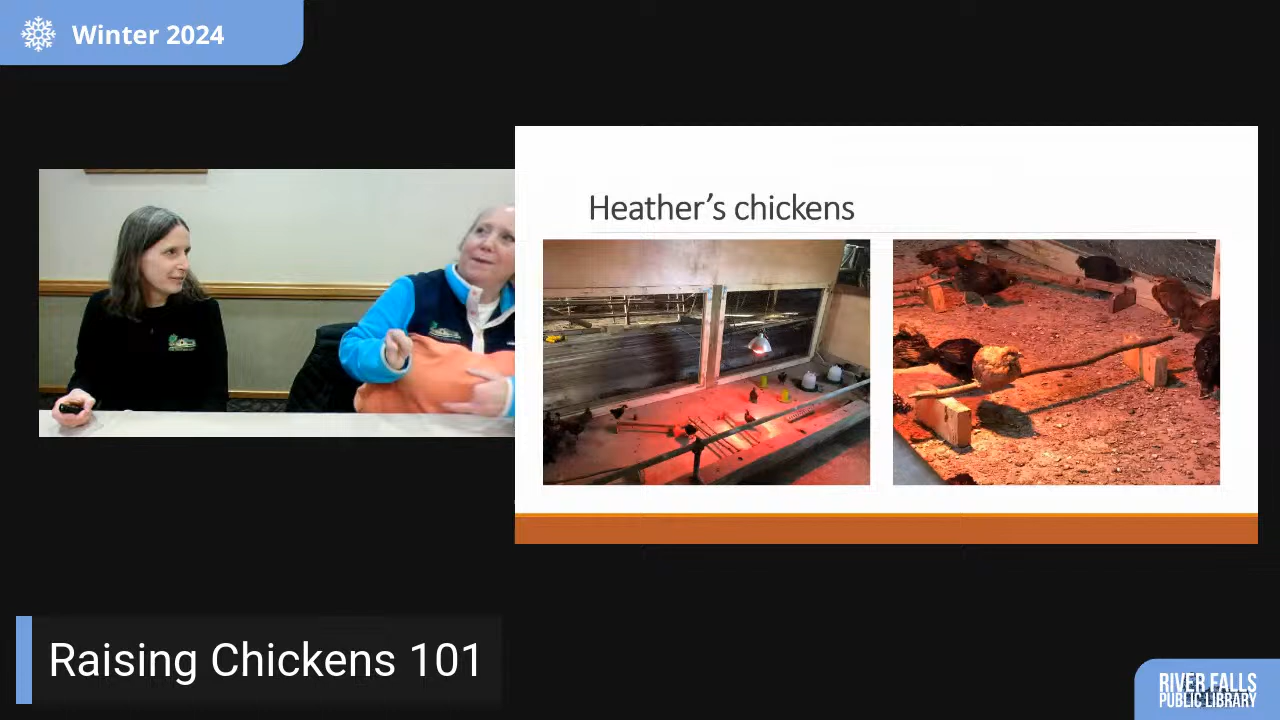 Winter 2024
Heather's chickens
Raising Chickens 101
RIVER FALLS
PUBLIC LIBRARY